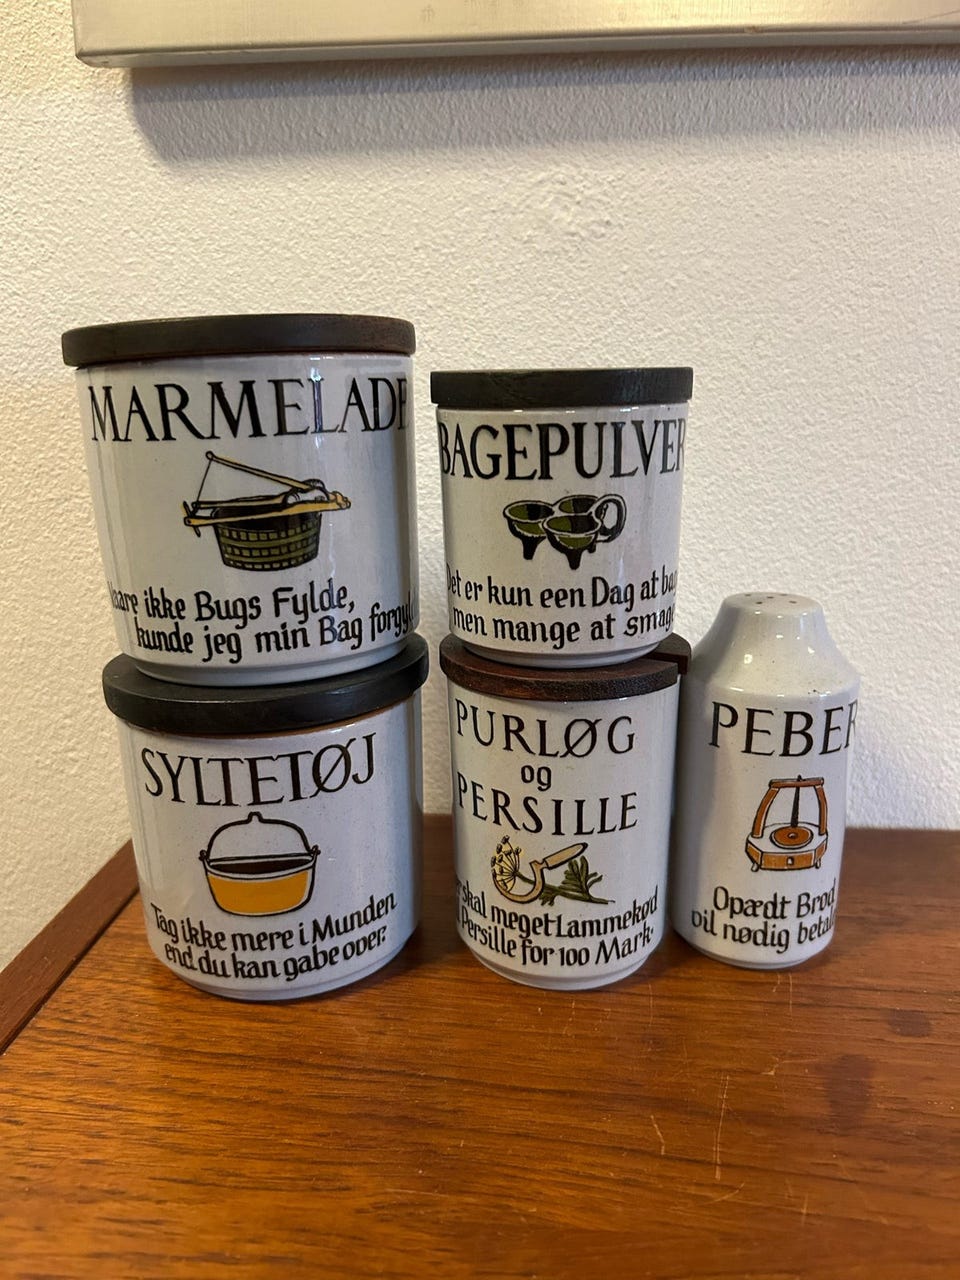 MARMELADE
ikke Bugs Fylde,
kunde jeg min Bag
BAGEPULVER
Det er kun een Dag at
men mange at
SYLTETØJ
Tag ikke mere i Munden
end du kan gabe over.
PURLØG
og
PERSILLE
skal meget Lammekød
Persille for 100 Mark.
PEBER
Opædt Brød
vil nødig